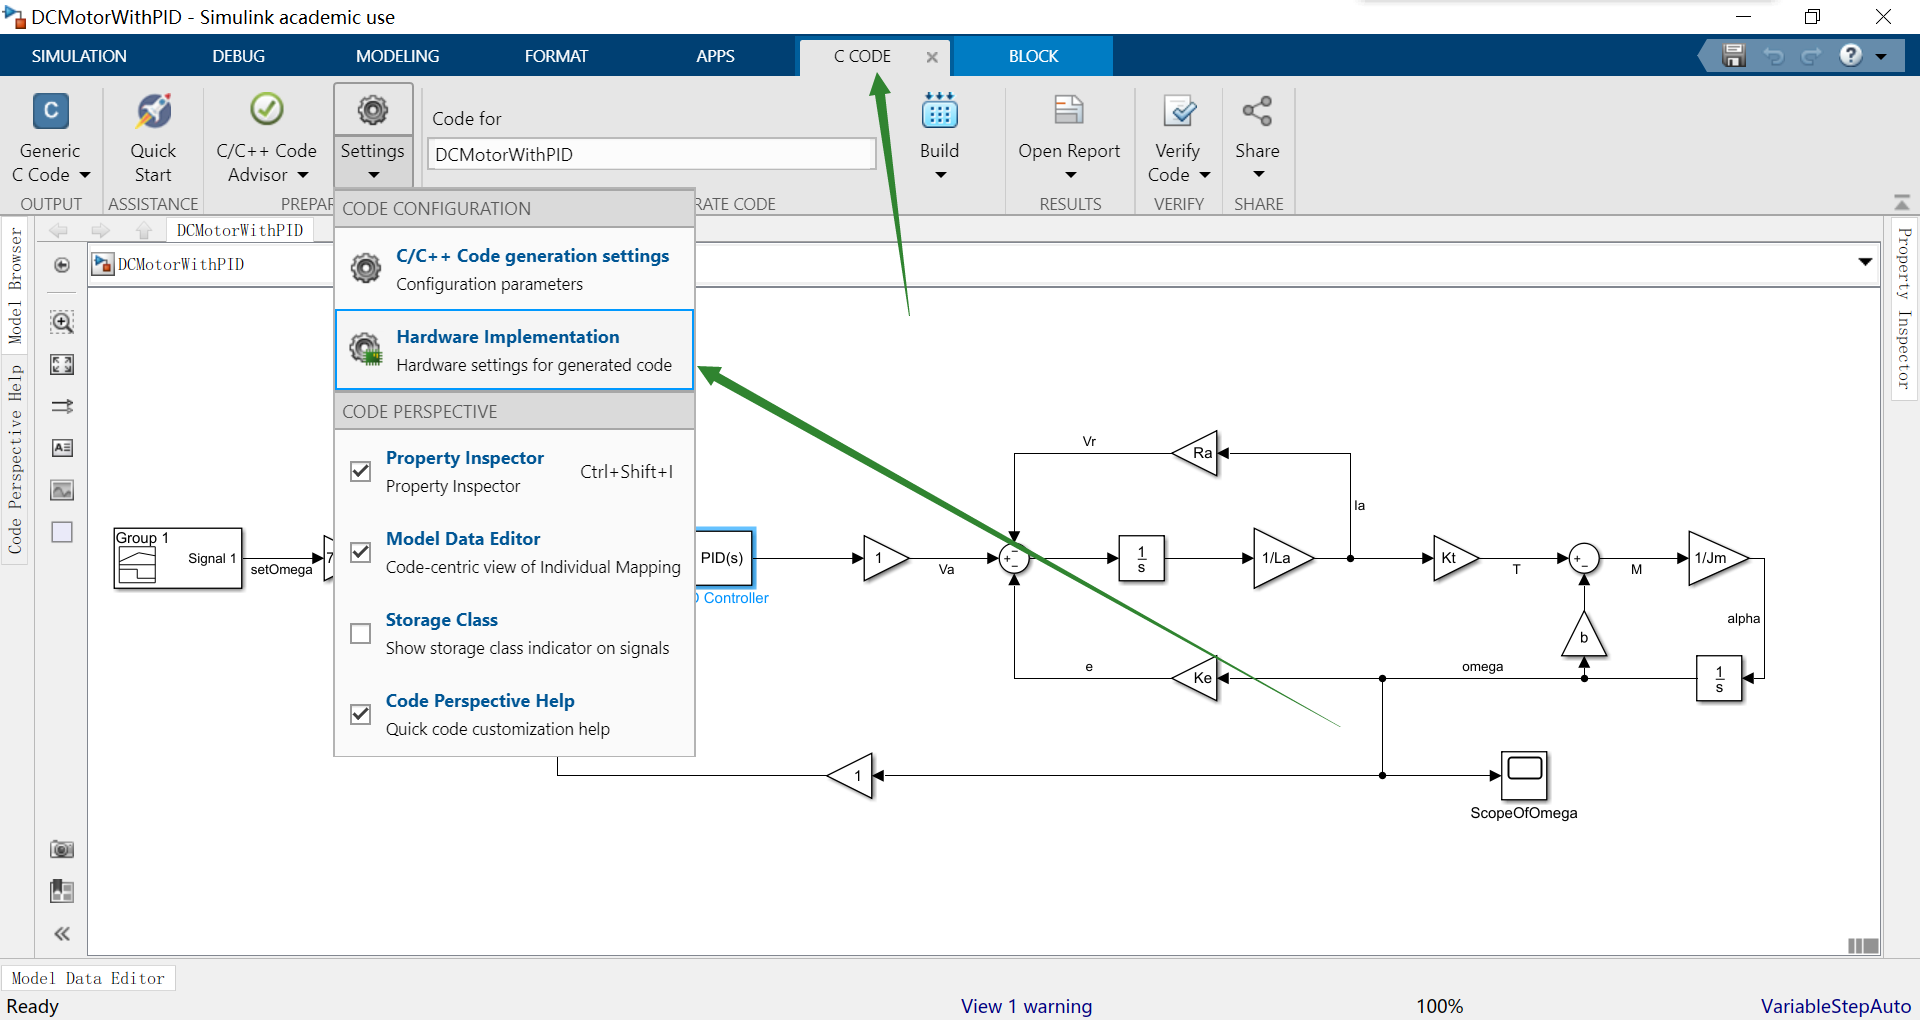 DCMotorWithPID - Simulink academic use
SIMULATION
DEBUG
MODELING
FORMAT
APPS
C CODE
BLOCK
C
Generic
C Code
OUTPUT
Quick
Start
ASSISTANCE
C/C++ Code
Advisor
PREPAR
Settings
Code for
DCMotorWithPID
RATE CODE
Build
Open Report
RESULTS
Verify
Code
VERIFY
Share
SHARE
CODE CONFIGURATION
C/C++ Code generation settings
Configuration parameters
Hardware Implementation
Hardware settings for generated code
CODE PERSPECTIVE
Property Inspector
Ctrl+Shift+I
Property Inspector
Model Data Editor
Code-centric view of Individual Mapping
Storage Class
Show storage class indicator on signals
Code Perspective Help
Quick code customization help
Model Browser
Code Perspective Help
DCMotorWithPID
DCMotorWithPID
Property Inspector
Group 1
Signal 1
setOmega
7
PID(s)
Controller
1
Va
Vr
Ra
Ia
1
s
1/La
Kt
T
M
1/Jm
alpha
b
omega
1
s
e
Ke
1
ScopeOfOmega
Model Data Editor
Ready
View 1 warning
100%
VariableStepAuto